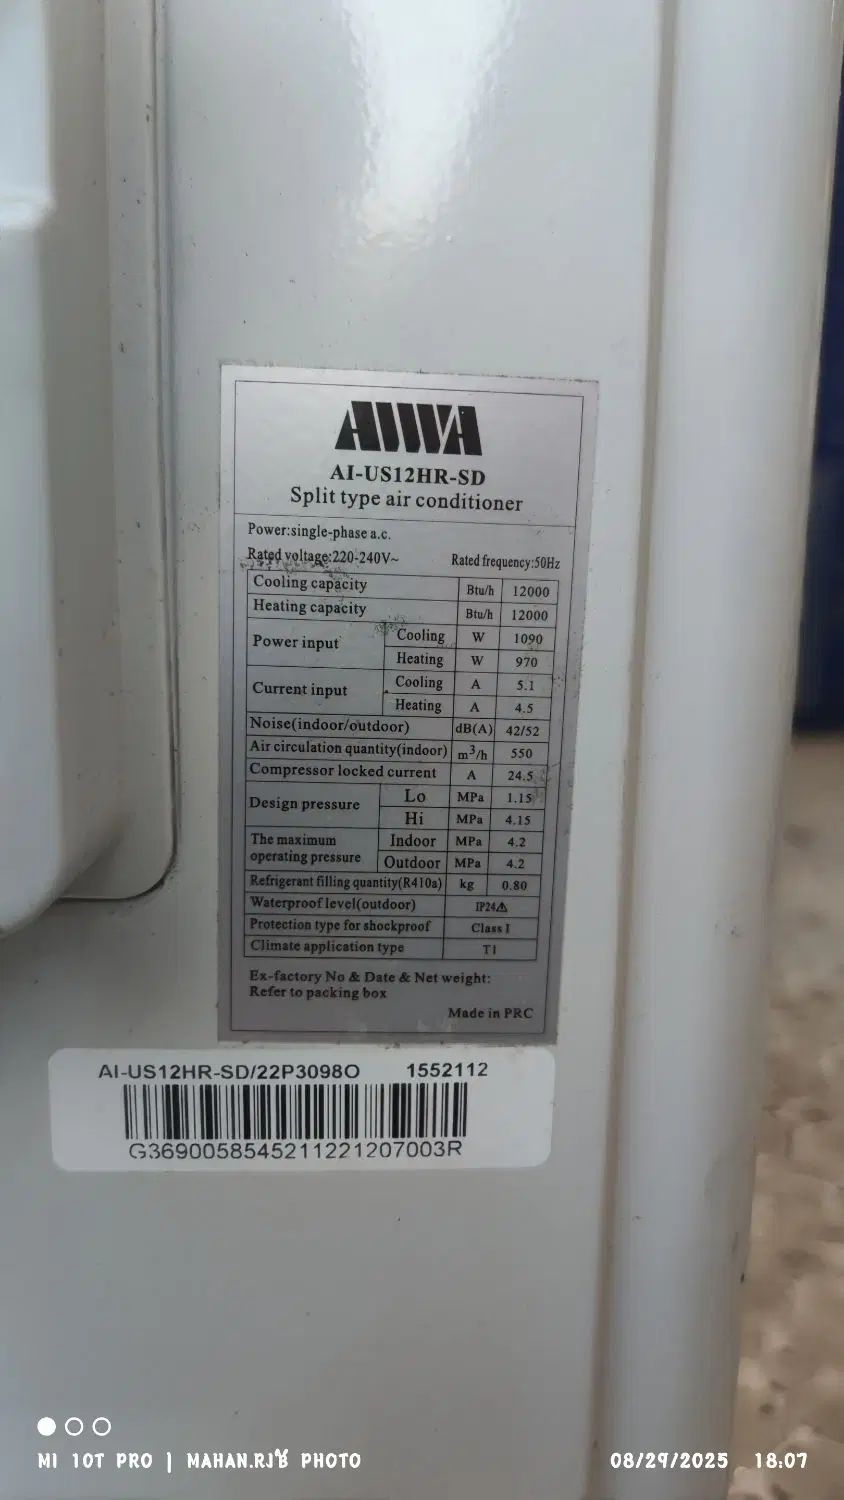 AIWA
AI-US12HR-SD
Split type air conditioner
Power:single-phase a.c.
Rated voltage:220-240V~ Rated frequency:50Hz
Cooling capacity Btu/h 12000
Heating capacity Btu/h 12000
Power input Cooling W 1090
Heating W 970
Current input Cooling A 5.1
Heating A 4.5
Noise(indoor/outdoor) dB(A) 42/52
Air circulation quantity(indoor) m³/h 550
Compressor locked current A 24.5
Design pressure Lo MPa 1.15
Hi MPa 4.15
The maximum operating pressure Indoor MPa 4.2
Outdoor MPa 4.2
Refrigerant filling quantity(R410a) kg 0.80
Waterproof level(outdoor) IP24⚠
Protection type for shockproof Class I
Climate application type T1
Ex-factory No & Date & Net weight:
Refer to packing box
Made in PRC
AI-US12HR-SD/22P3098O 1552112
G3690058545211221207003R
MI 10T PRO | MAHAN.RJ PHOTO 08/29/2025 18:07